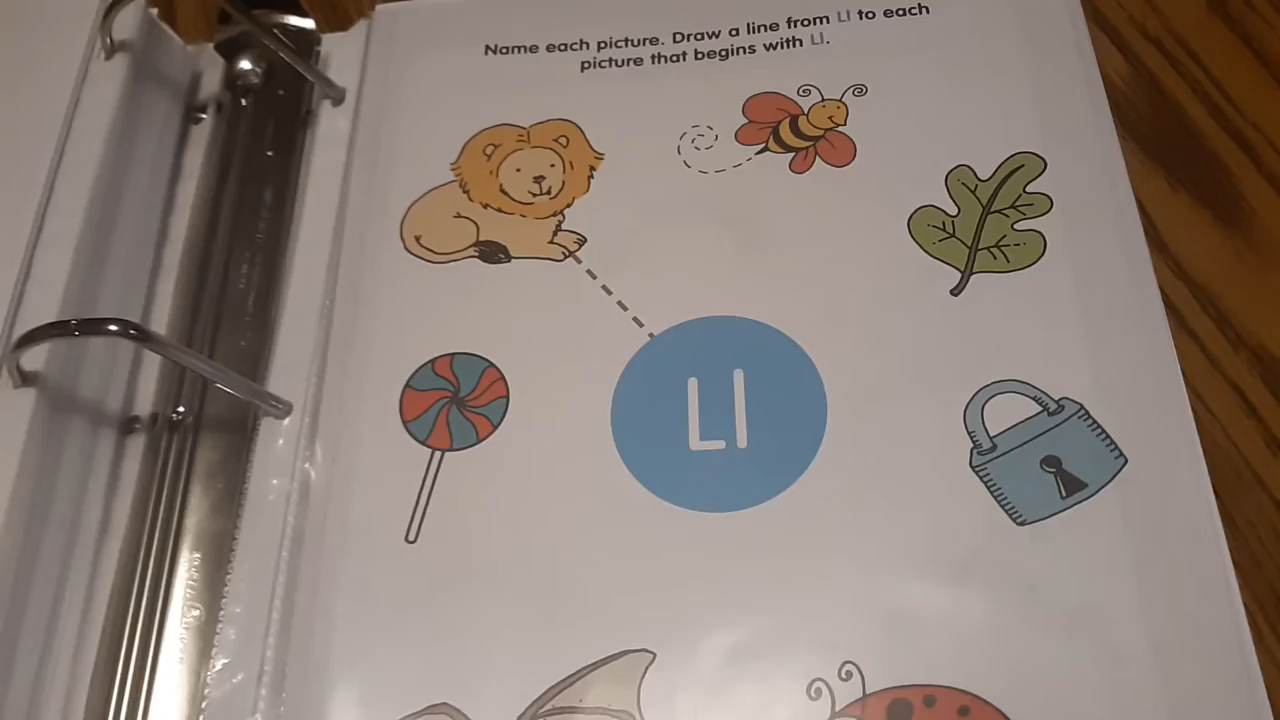 Name each picture. Draw a line from Ll to each
picture that begins with Ll.
Ll